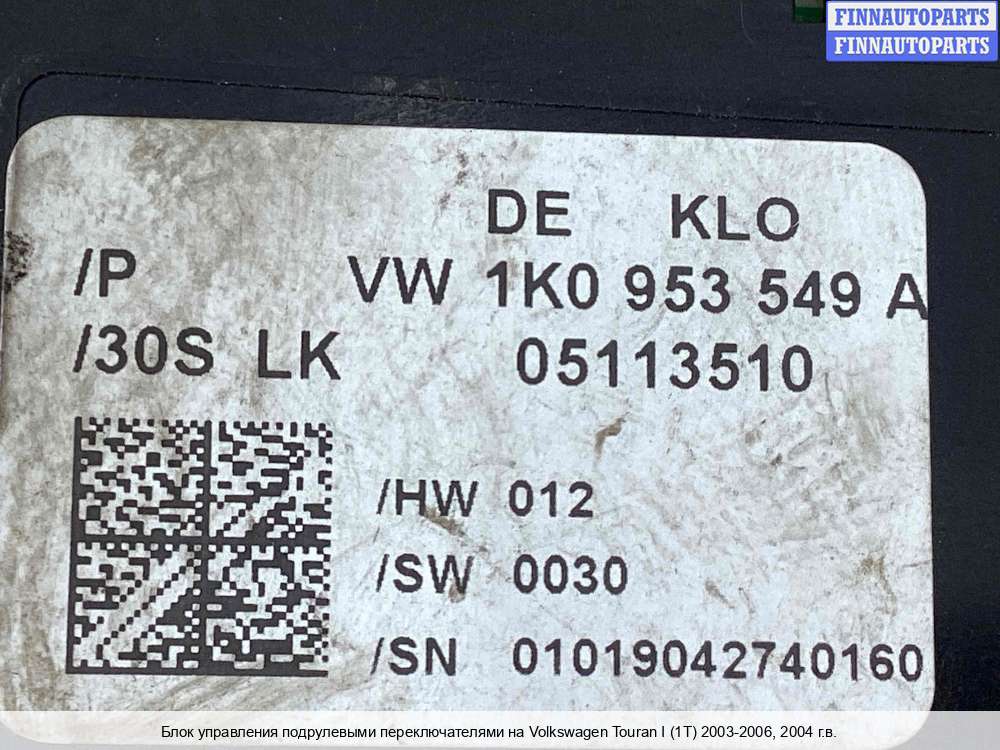 FINNAUTOPARTS
FINNAUTOPARTS
DE KLO
/P VW 1K0 953 549 A
/30S LK 05113510
/HW 012
/SW 0030
/SN 01019042740160
Блок управления подрулевыми переключателями на Volkswagen Touran I (1T) 2003-2006, 2004 г.в.